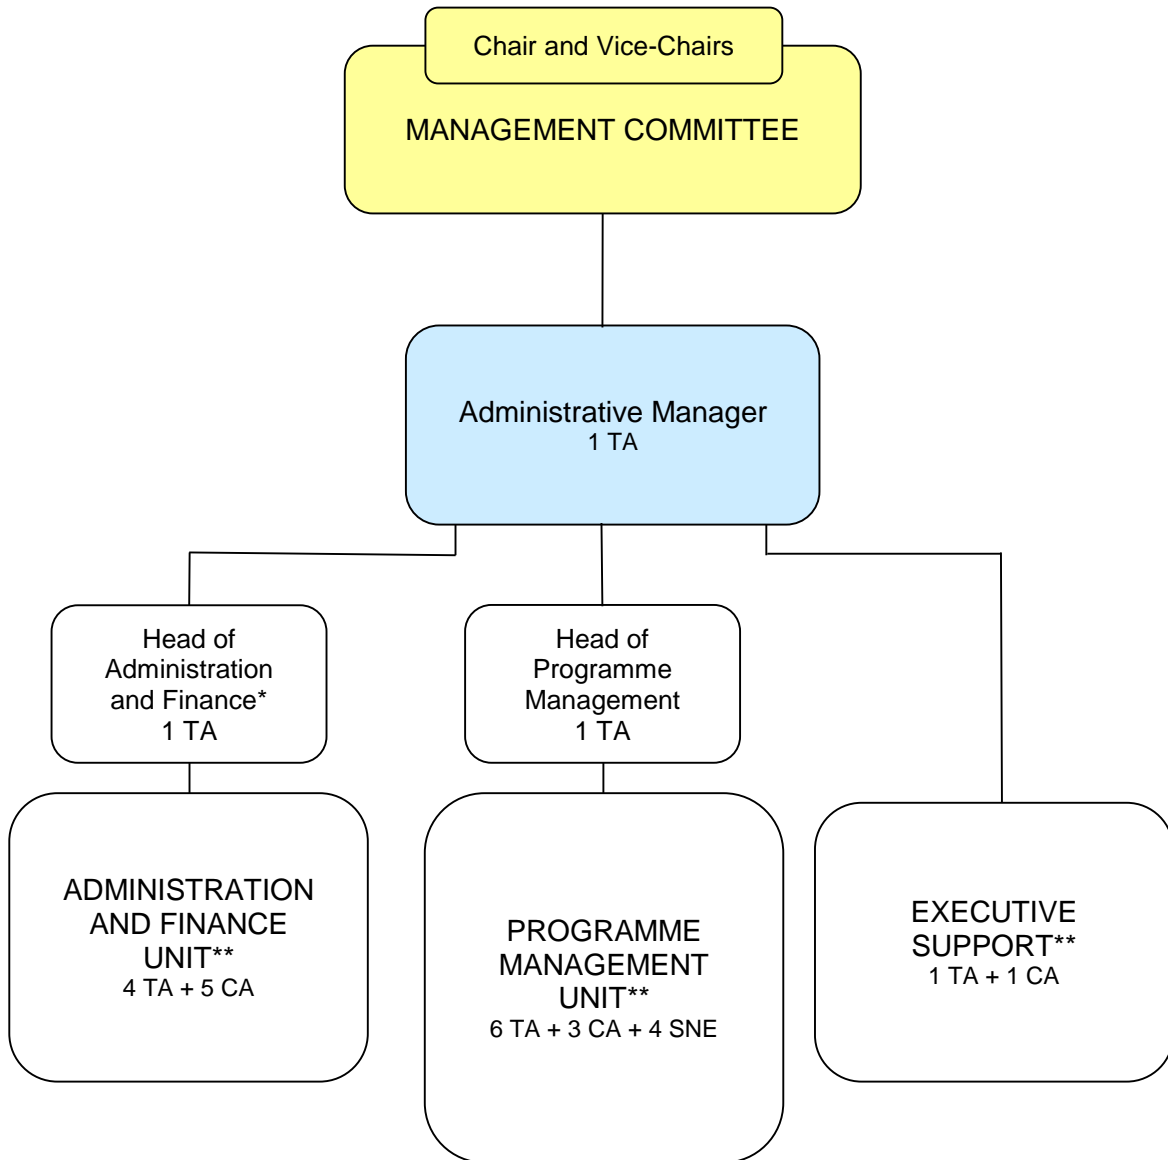 Chair and Vice-Chairs
MANAGEMENT COMMITTEE
Administrative Manager
1 TA
Head of
Administration
and Finance*
1 TA
Head of
Programme
Management
1 TA
ADMINISTRATION
AND FINANCE
UNIT**
4 TA + 5 CA
PROGRAMME
MANAGEMENT
UNIT**
6 TA + 3 CA + 4 SNE
EXECUTIVE
SUPPORT**
1 TA + 1 CA